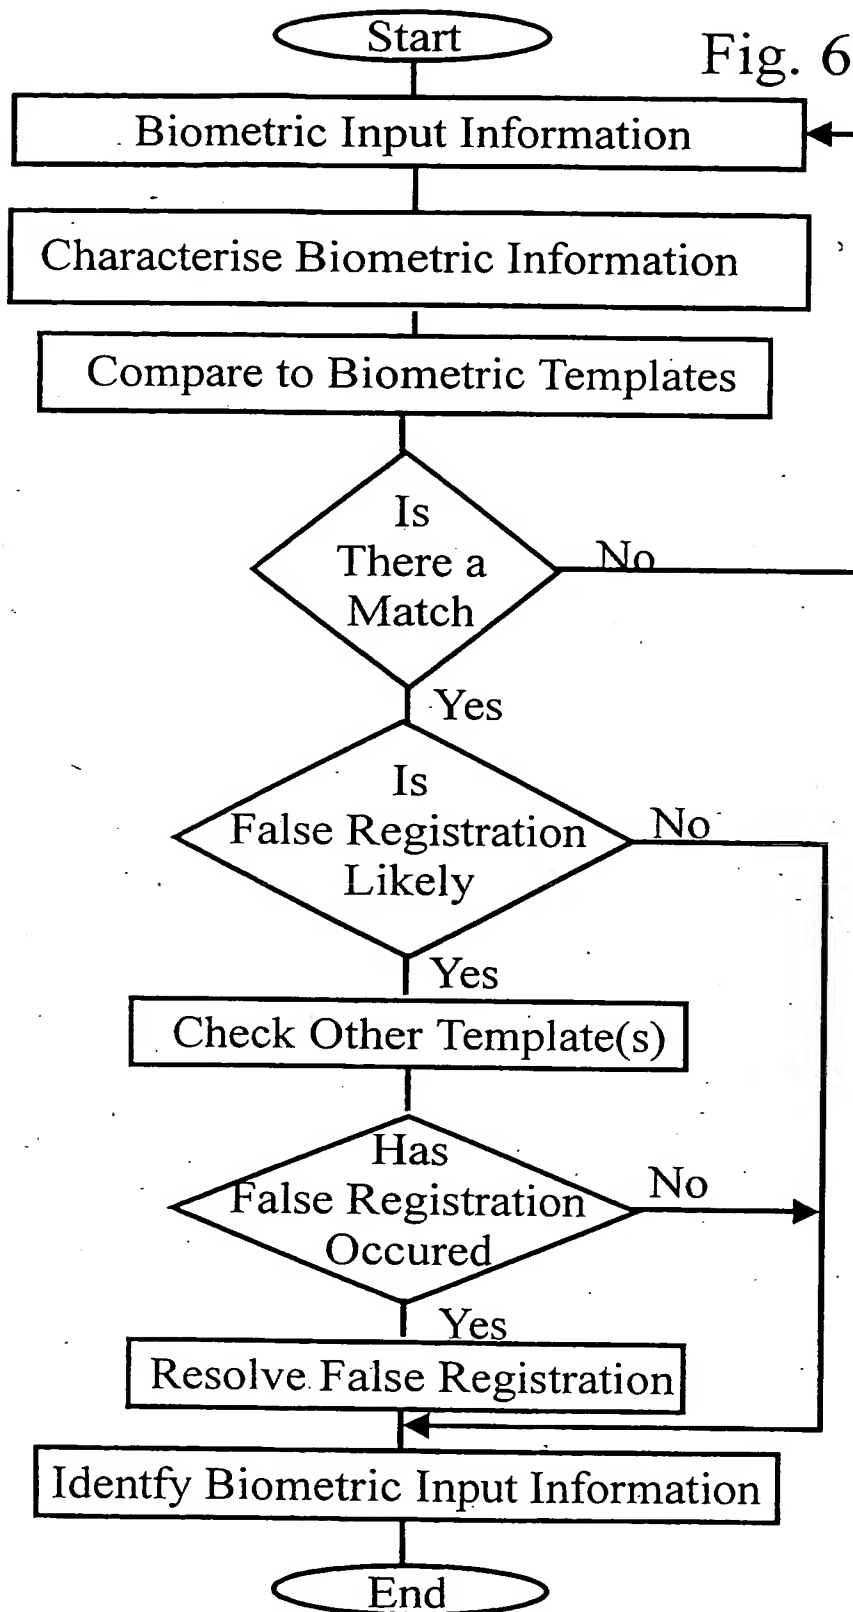 Start
Fig. 6
Biometric Input Information
Characterise Biometric Information
Compare to Biometric Templates
Is
There a
Match
No
Yes
Is
False Registration
Likely
No
Yes
Check Other Template(s)
Has
False Registration
Occured
No
Yes
Resolve False Registration
Identfy Biometric Input Information
End